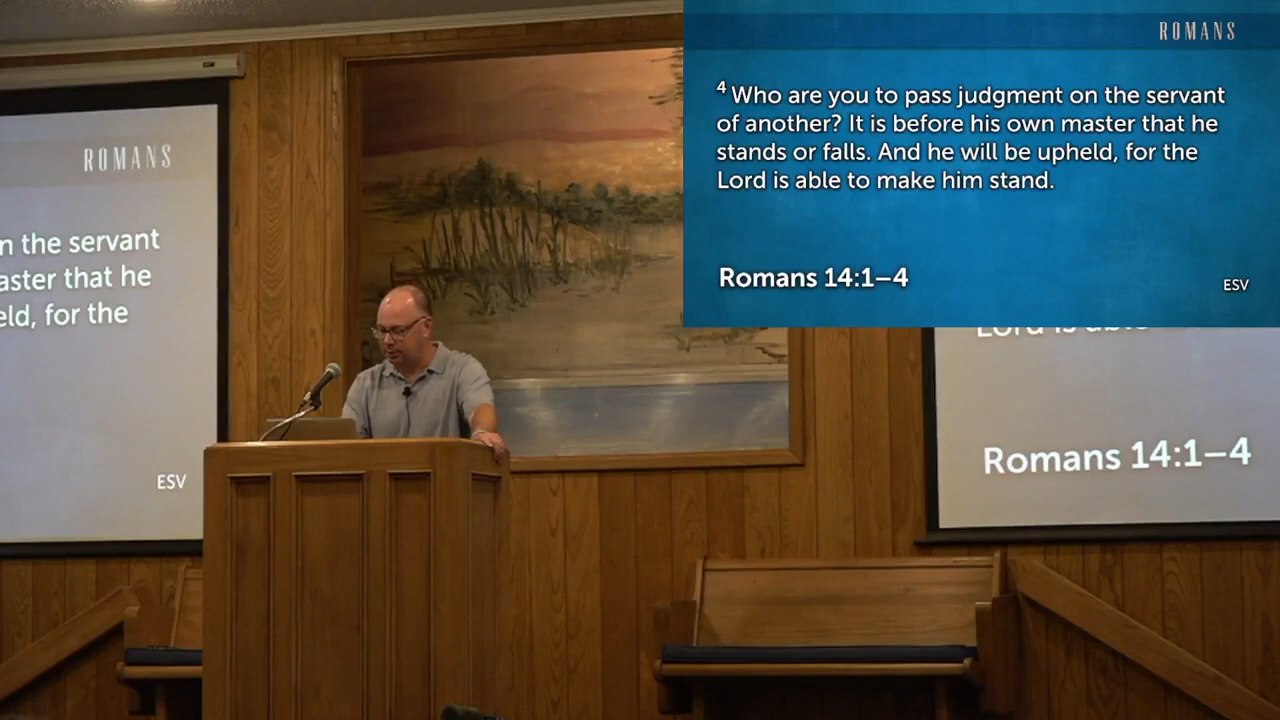 ROMANS
n the servant
aster that he
eld, for the
ESV
ROMANS
4 Who are you to pass judgment on the servant
of another? It is before his own master that he
stands or falls. And he will be upheld, for the
Lord is able to make him stand.
Romans 14:1–4
ESV
Lord is able
Romans 14:1–4